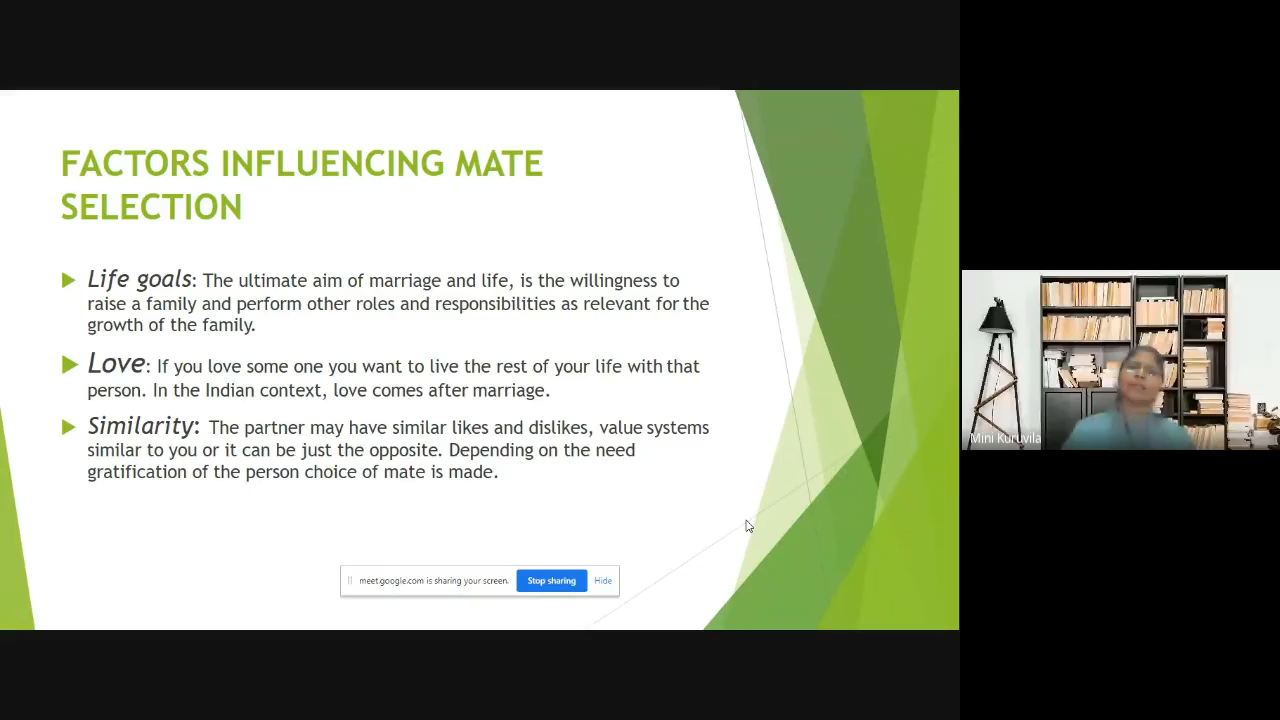 FACTORS INFLUENCING MATE
SELECTION
Life goals: The ultimate aim of marriage and life, is the willingness to
raise a family and perform other roles and responsibilities as relevant for the
growth of the family.
Love: If you love some one you want to live the rest of your life with that
person. In the Indian context, love comes after marriage.
Similarity: The partner may have similar likes and dislikes, value systems
similar to you or it can be just the opposite. Depending on the need
gratification of the person choice of mate is made.
meet.google.com is sharing your screen. Stop sharing Hide
Mini Kuruvila